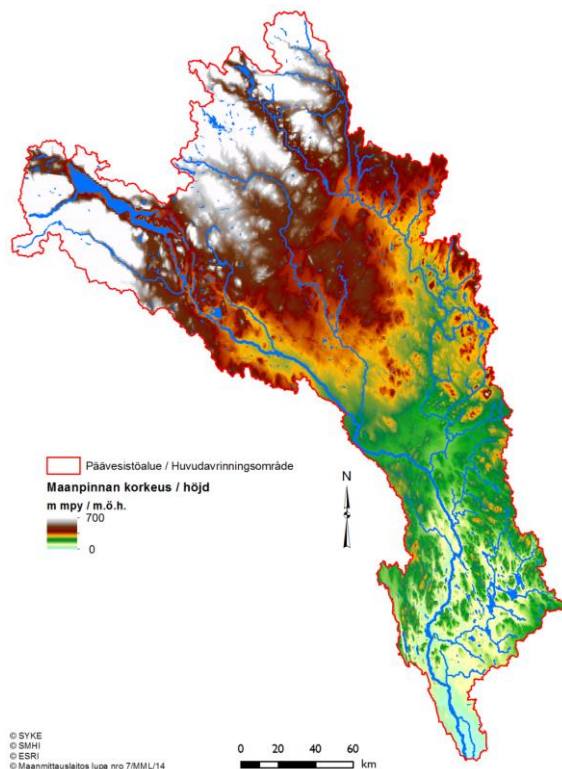 Päävesistöalue / Huvudavrinningsområde
Maanpinnan korkeus / höjd
m mpy / m.ö.h.
700
0
N
© SYKE
© SMHI
© ESRI
© Maanmittauslaitos lupa nro 7/MML/14
0 20 40 60
km